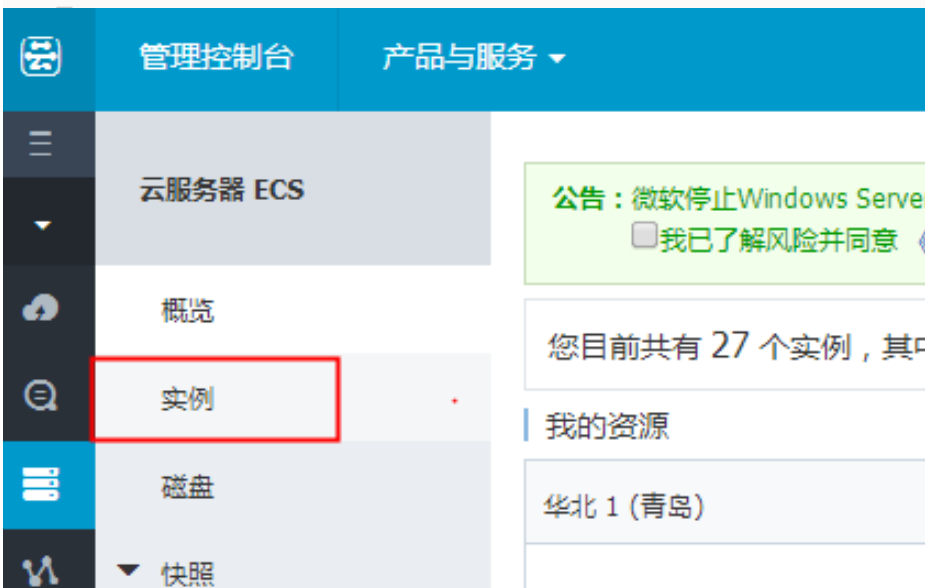 管理控制台 产品与服务
云服务器 ECS
概览
实例
磁盘
快照
公告：微软停止Windows Serve
我已了解风险并同意
您目前共有 27 个实例，其
我的资源
华北 1 (青岛)